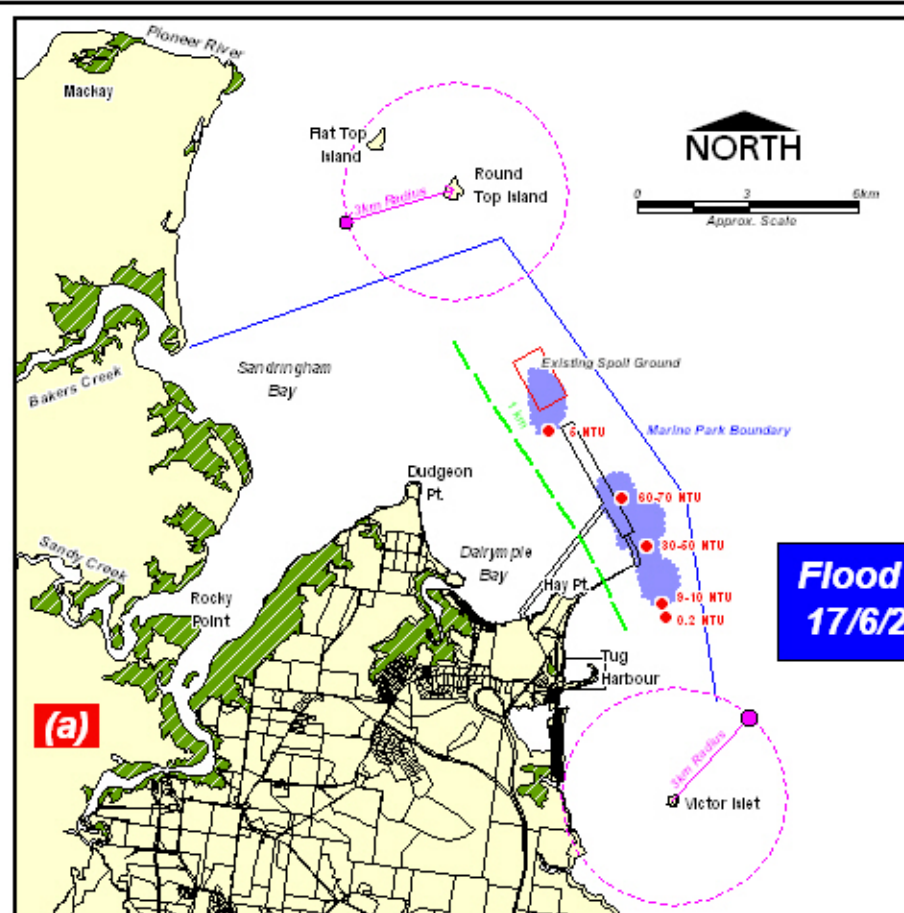 Pioneer River
Mackay
Flat Top
Island
Round
Top Island
3km Radius
NORTH
0 3 6km
Approx. Scale
Sandringham
Bay
Bakers Creek
Existing Spoil Ground
1 km
5 NTU
Marine Park Boundary
Dudgeon
Pt.
60-70 NTU
Sandy Creek
Dalrymple
Bay
30-50 NTU
Hay Pt.
Flood
17/6/2
Rocky
Point
9-10 NTU
0.2 NTU
Tug
Harbour
(a)
3km Radius
Victor Islet